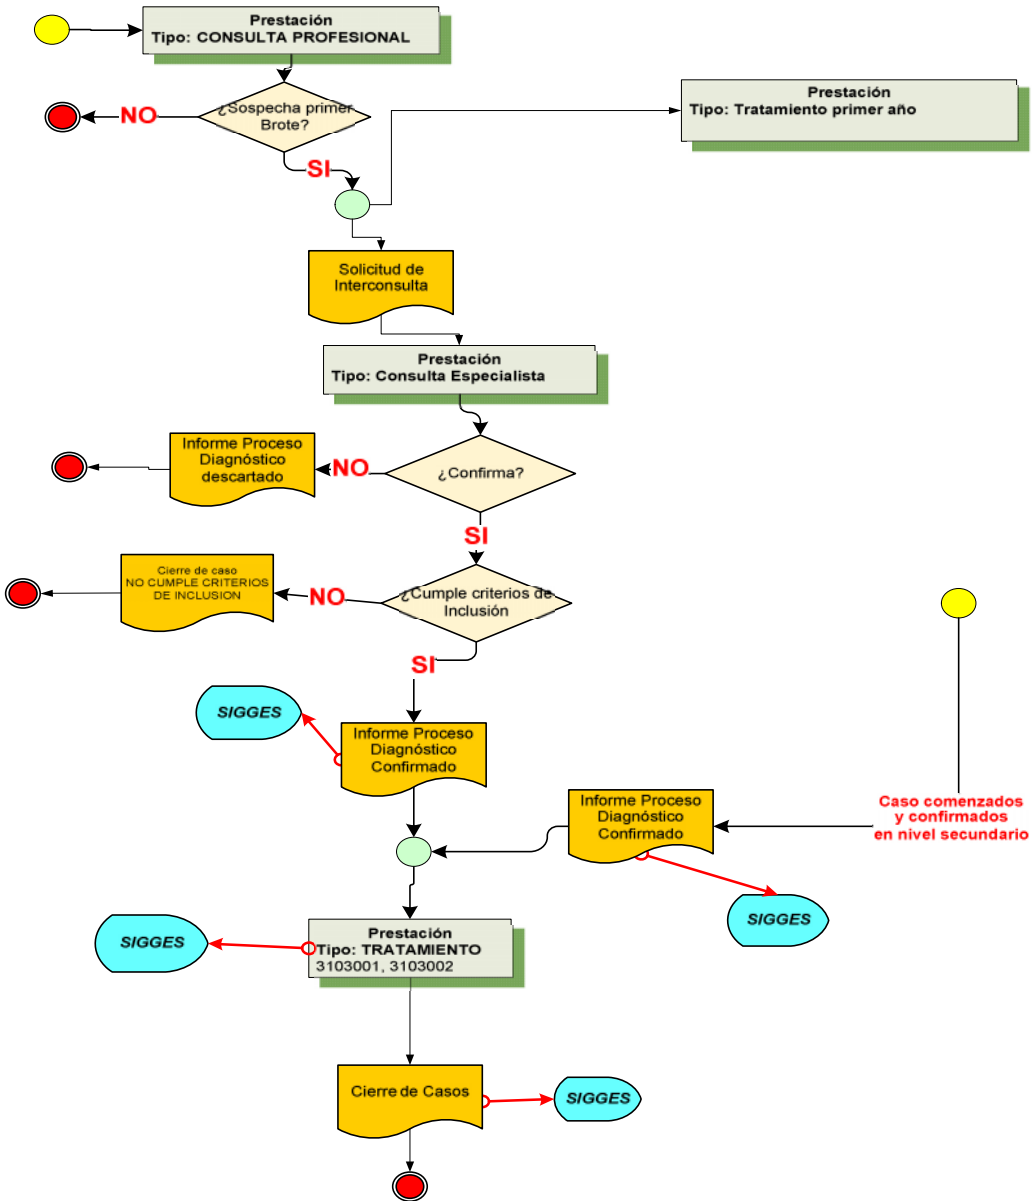 Prestación
Tipo: CONSULTA PROFESIONAL
¿Sospecha primer
Brote?
NO
SI
Prestación
Tipo: Tratamiento primer año
Solicitud de
Interconsulta
Prestación
Tipo: Consulta Especialista
¿Confirma?
NO
Informe Proceso
Diagnóstico
descartado
SI
¿Cumple criterios de
Inclusión
NO
Cierre de caso
NO CUMPLE CRITERIOS
DE INCLUSION
SI
SIGGES
Informe Proceso
Diagnóstico
Confirmado
Caso comenzados
y confirmados
en nivel secundario
Informe Proceso
Diagnóstico
Confirmado
SIGGES
SIGGES
Prestación
Tipo: TRATAMIENTO
3103001, 3103002
Cierre de Casos
SIGGES